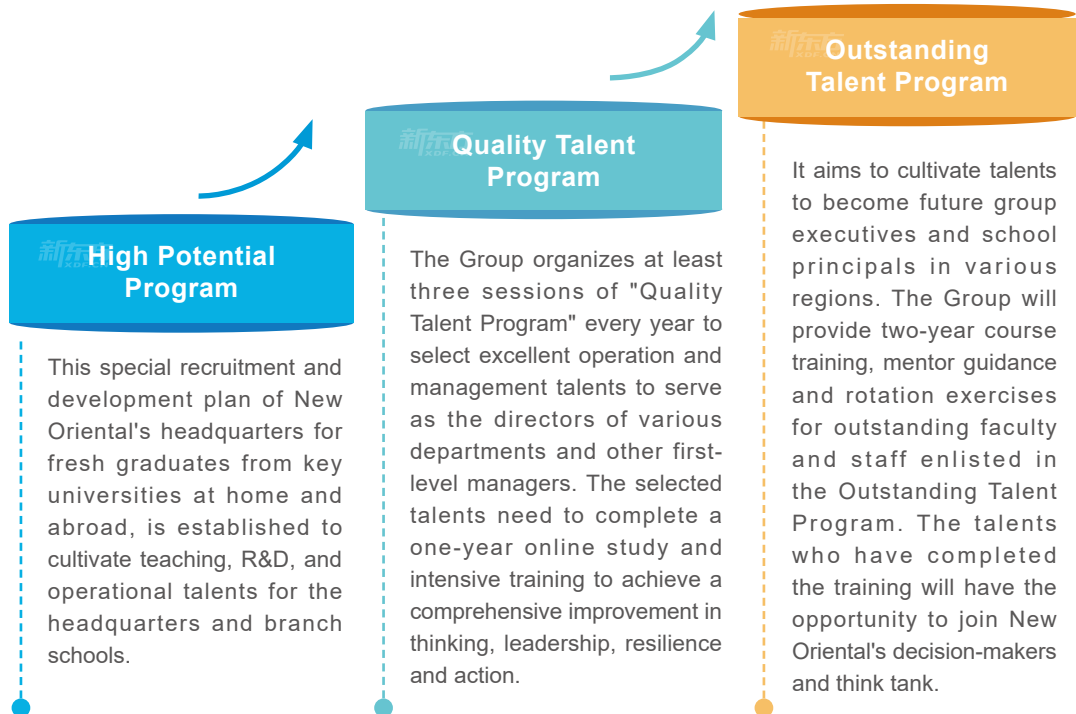 新东方
XDF.CN
High Potential
Program
This special recruitment and
development plan of New
Oriental's headquarters for
fresh graduates from key
universities at home and
abroad, is established to
cultivate teaching, R&D, and
operational talents for the
headquarters and branch
schools.
新东方
XDF.CN
Quality Talent
Program
The Group organizes at least
three sessions of "Quality
Talent Program" every year to
select excellent operation and
management talents to serve
as the directors of various
departments and other first-
level managers. The selected
talents need to complete a
one-year online study and
intensive training to achieve a
comprehensive improvement in
thinking, leadership, resilience
and action.
新东方
XDF.CN
Outstanding
Talent Program
It aims to cultivate talents
to become future group
executives and school
principals in various
regions. The Group will
provide two-year course
training, mentor guidance
and rotation exercises
for outstanding faculty
and staff enlisted in
the Outstanding Talent
Program. The talents
who have completed
the training will have the
opportunity to join New
Oriental's decision-makers
and think tank.